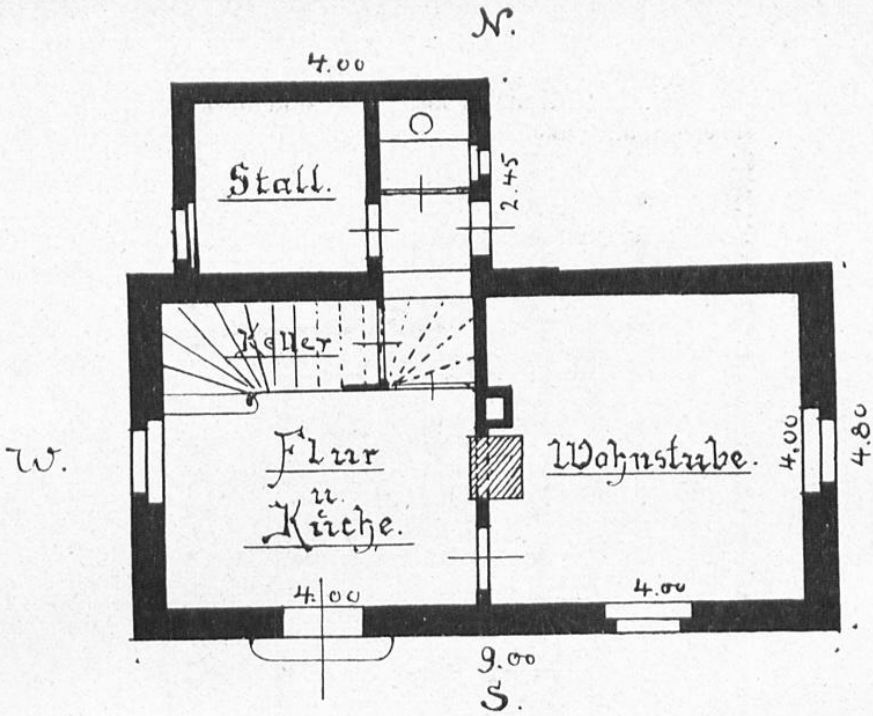 N.
4.00
Stall.
2.45
Keller
W.
Flur
u.
Küche.
Wohnstube.
4.00
4.80
4.00
4.00
9.00
S.